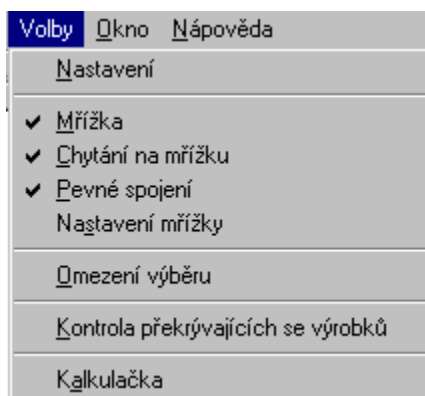 Volby Okno Nápověda
Nastavení
Mřížka
Chytání na mřížku
Pevné spojení
Nastavení mřížky
Omezení výběru
Kontrola překrývajících se výrobků
Kalkulačka